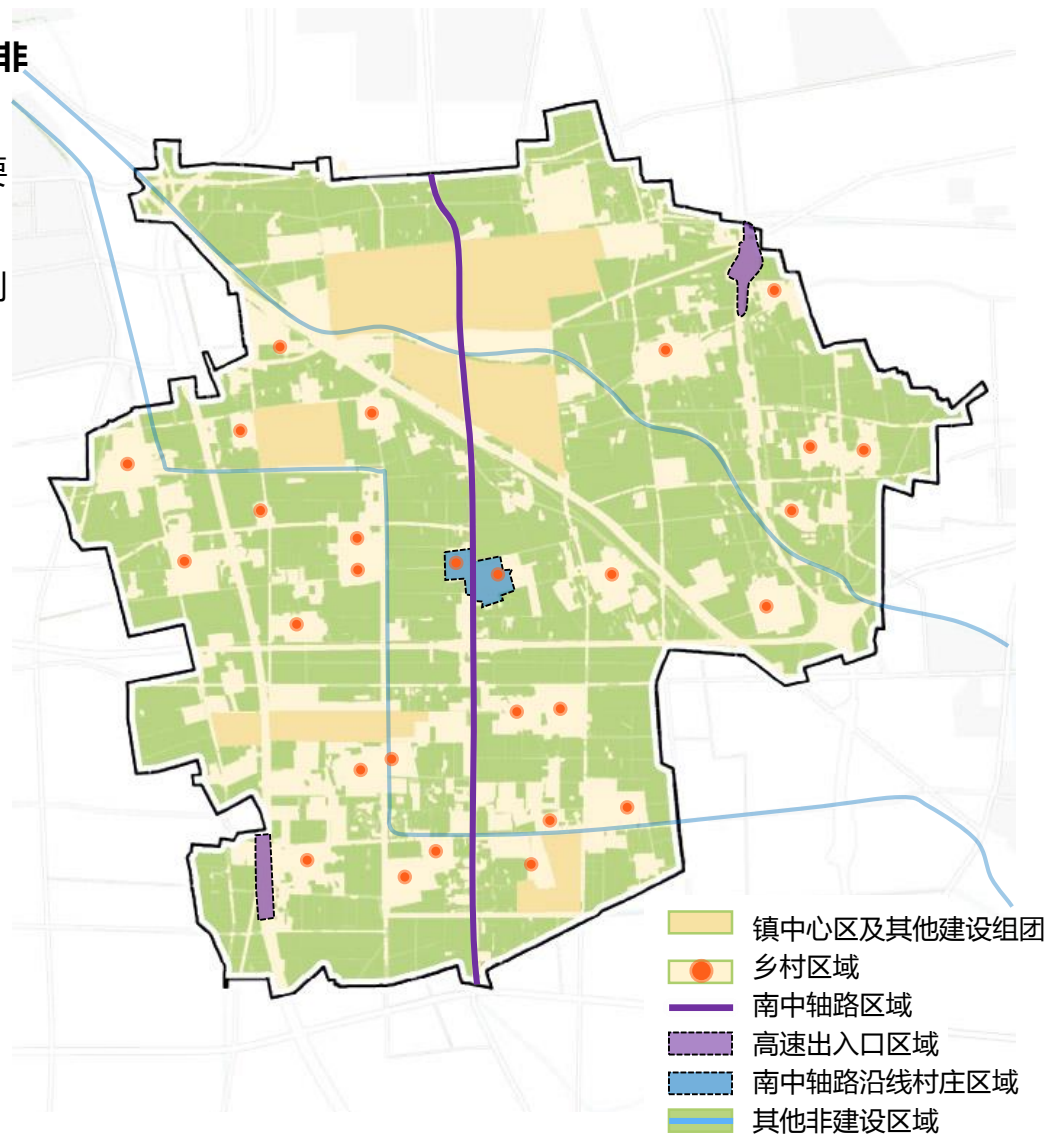 非
要
则
镇中心区及其他建设组团
乡村区域
南中轴路区域
高速出入口区域
南中轴路沿线村庄区域
其他非建设区域